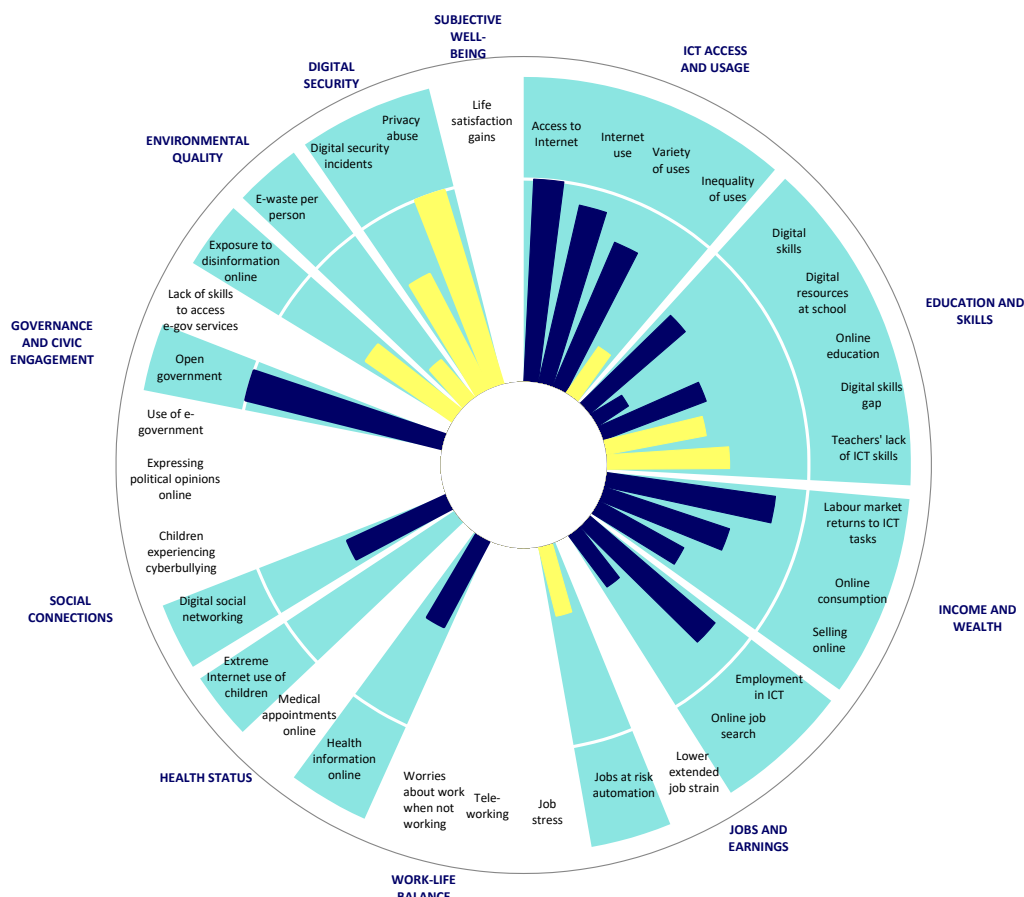 SUBJECTIVE
WELL-
BEING
ICT ACCESS
AND USAGE
DIGITAL
SECURITY
ENVIRONMENTAL
QUALITY
Life
satisfaction
gains
Privacy
abuse
Digital security
incidents
E-waste per
person
Exposure to
disinformation
online
Lack of skills
to access
e-gov services
Open
government
Use of e-
government
Expressing
political opinions
online
Children
experiencing
cyberbullying
Digital social
networking
Extreme
Internet use of
children
Medical
appointments
online
Health
information
online
Worries
about work
when not
working
Tele-
working
Job
stress
Jobs at risk
automation
Lower
extended
job strain
Online job
search
Employment
in ICT
Selling
online
Online
consumption
Labour market
returns to ICT
tasks
Teachers' lack
of ICT skills
Digital skills
gap
Online
education
Digital
resources
at school
Digital
skills
Inequality
of uses
Variety
of uses
Internet
use
Access to
Internet
EDUCATION AND
SKILLS
INCOME AND
WEALTH
JOBS AND
EARNINGS
WORK-LIFE
BALANCE
HEALTH STATUS
SOCIAL
CONNECTIONS
GOVERNANCE
AND CIVIC
ENGAGEMENT